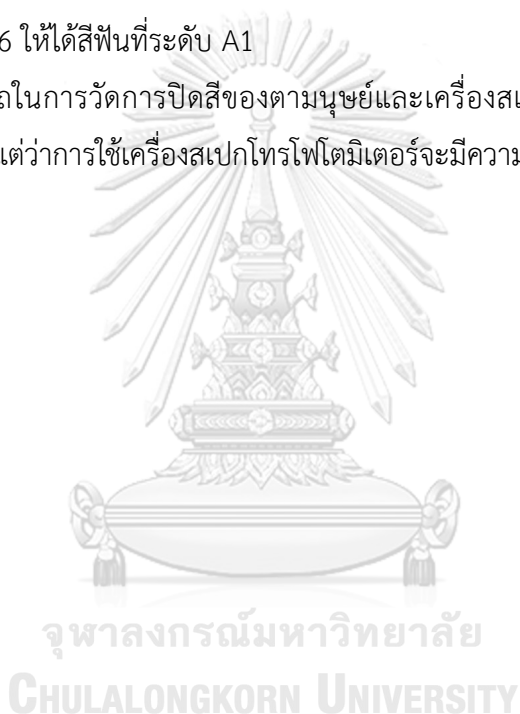 6 ให้ได้สีฟันที่ระดับ A1
ในการวัดการปิดสีของตามนุษย์และเครื่องสเ
แต่ว่าการใช้เครื่องสเปกโทรโฟโตมิเตอร์จะมีความ
จุฬาลงกรณ์มหาวิทยาลัย
CHULALONGKORN UNIVERSITY